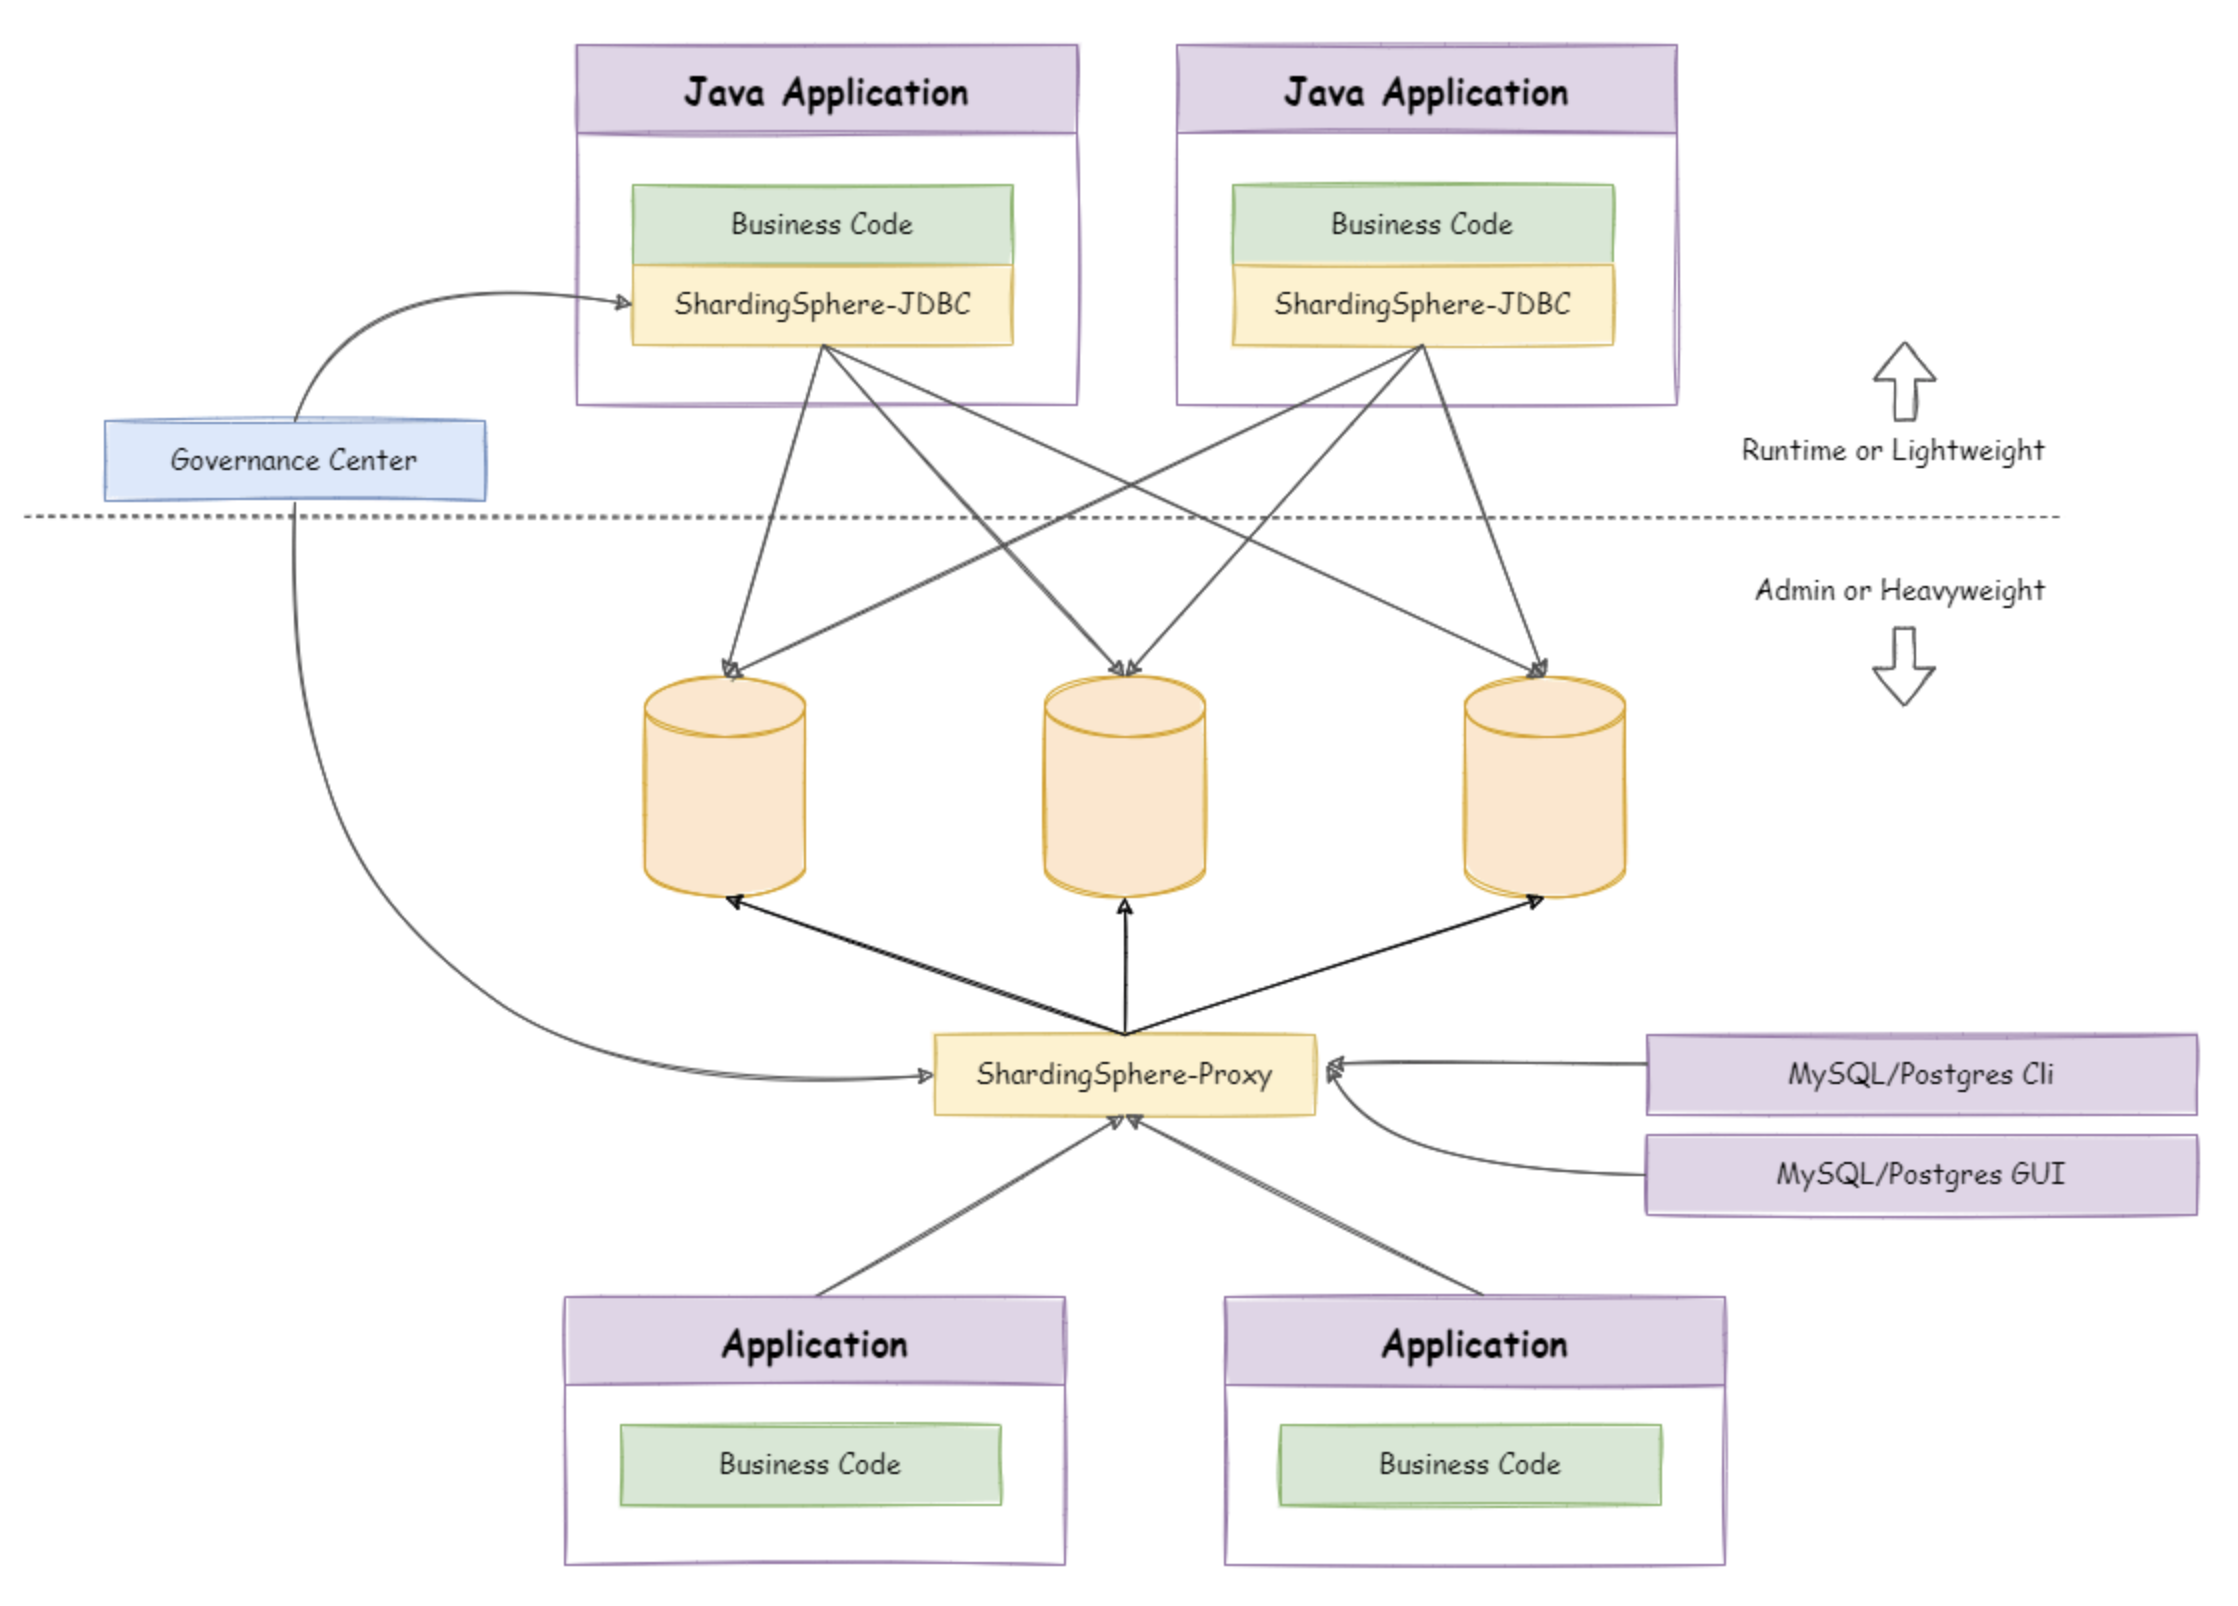 Java Application
Java Application
Business Code
Business Code
ShardingSphere-JDBC
ShardingSphere-JDBC
Governance Center
Runtime or Lightweight
Admin or Heavyweight
ShardingSphere-Proxy
MySQL/Postgres Cli
MySQL/Postgres GUI
Application
Application
Business Code
Business Code